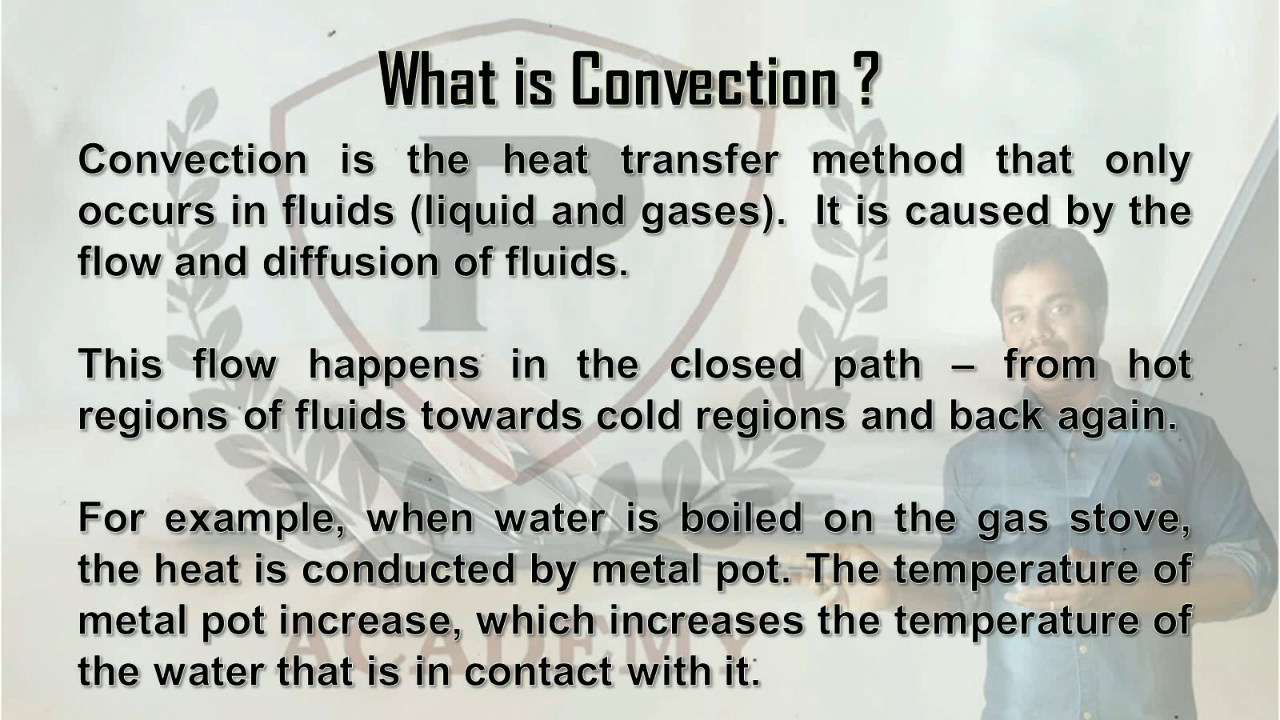 What is Convection ?
Convection is the heat transfer method that only
occurs in fluids (liquid and gases). It is caused by the
flow and diffusion of fluids.
This flow happens in the closed path – from hot
regions of fluids towards cold regions and back again.
For example, when water is boiled on the gas stove,
the heat is conducted by metal pot. The temperature of
metal pot increase, which increases the temperature of
the water that is in contact with it.
P
ACADEMY